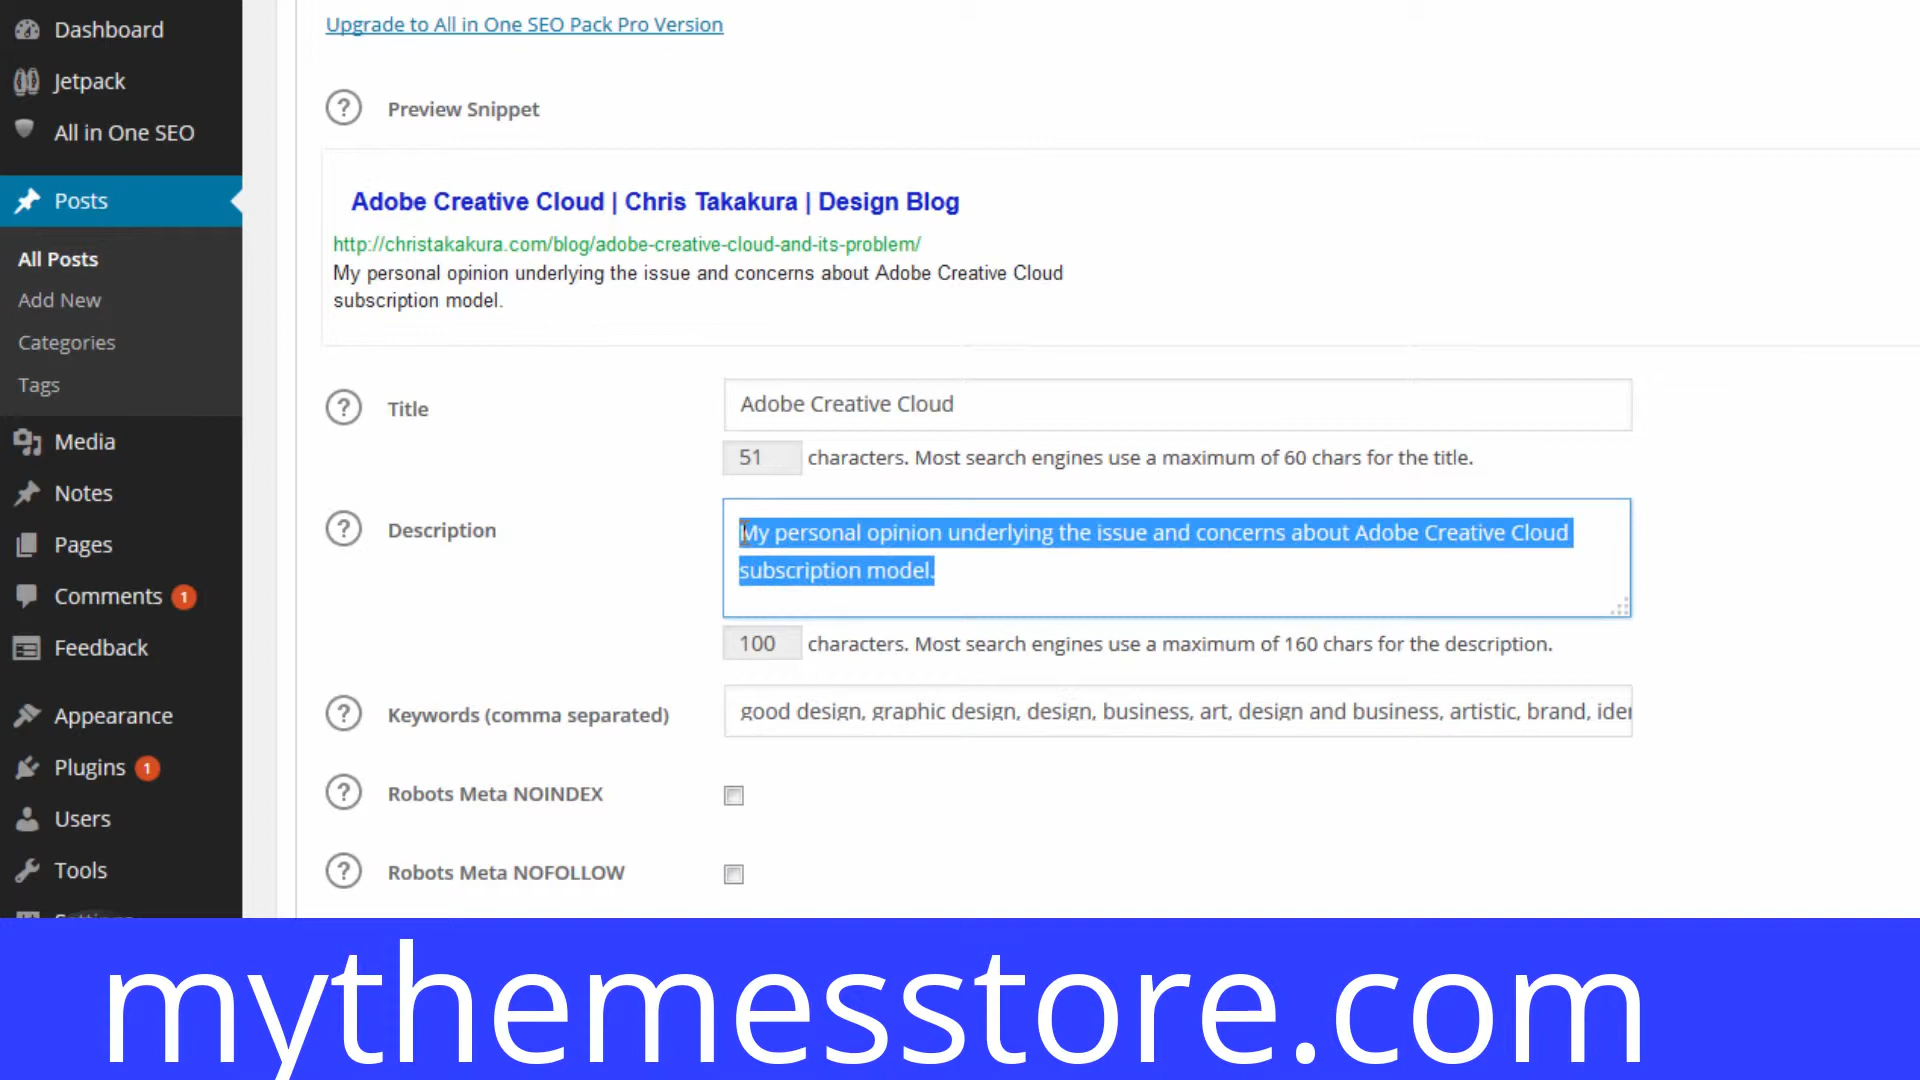 Dashboard
Jetpack
All in One SEO
Posts
All Posts
Add New
Categories
Tags
Media
Notes
Pages
Comments 1
Feedback
Appearance
Plugins 1
Users
Tools
Upgrade to All in One SEO Pack Pro Version
? Preview Snippet
Adobe Creative Cloud | Chris Takakura | Design Blog
http://christakakura.com/blog/adobe-creative-cloud-and-its-problem/
My personal opinion underlying the issue and concerns about Adobe Creative Cloud
subscription model.
? Title
Adobe Creative Cloud
51 characters. Most search engines use a maximum of 60 chars for the title.
? Description
My personal opinion underlying the issue and concerns about Adobe Creative Cloud
subscription model.
100 characters. Most search engines use a maximum of 160 chars for the description.
? Keywords (comma separated)
good design, graphic design, design, business, art, design and business, artistic, brand,
? Robots Meta NOINDEX
? Robots Meta NOFOLLOW
mythemesstore.com